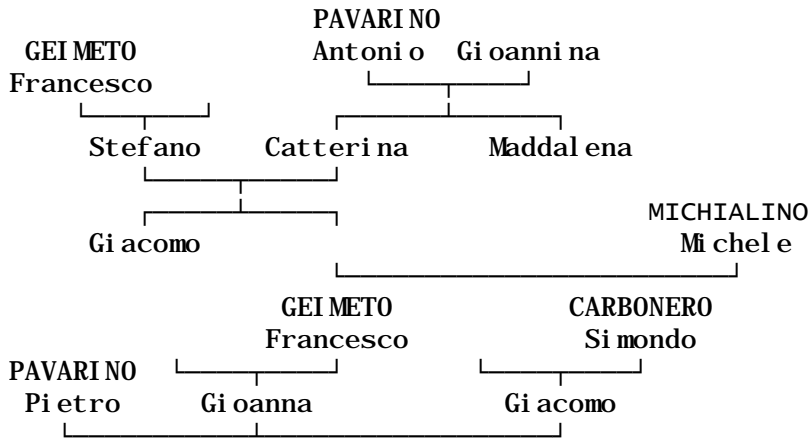 PAVARINO
GEIMETO Antonio Gioannina
Francesco
Stefano Catterina Maddalena
MICHIALINO
Giacomo Michele
GEIMETO CARBONERO
Francesco Simondo
PAVARINO
Pietro Gioanna Giacomo